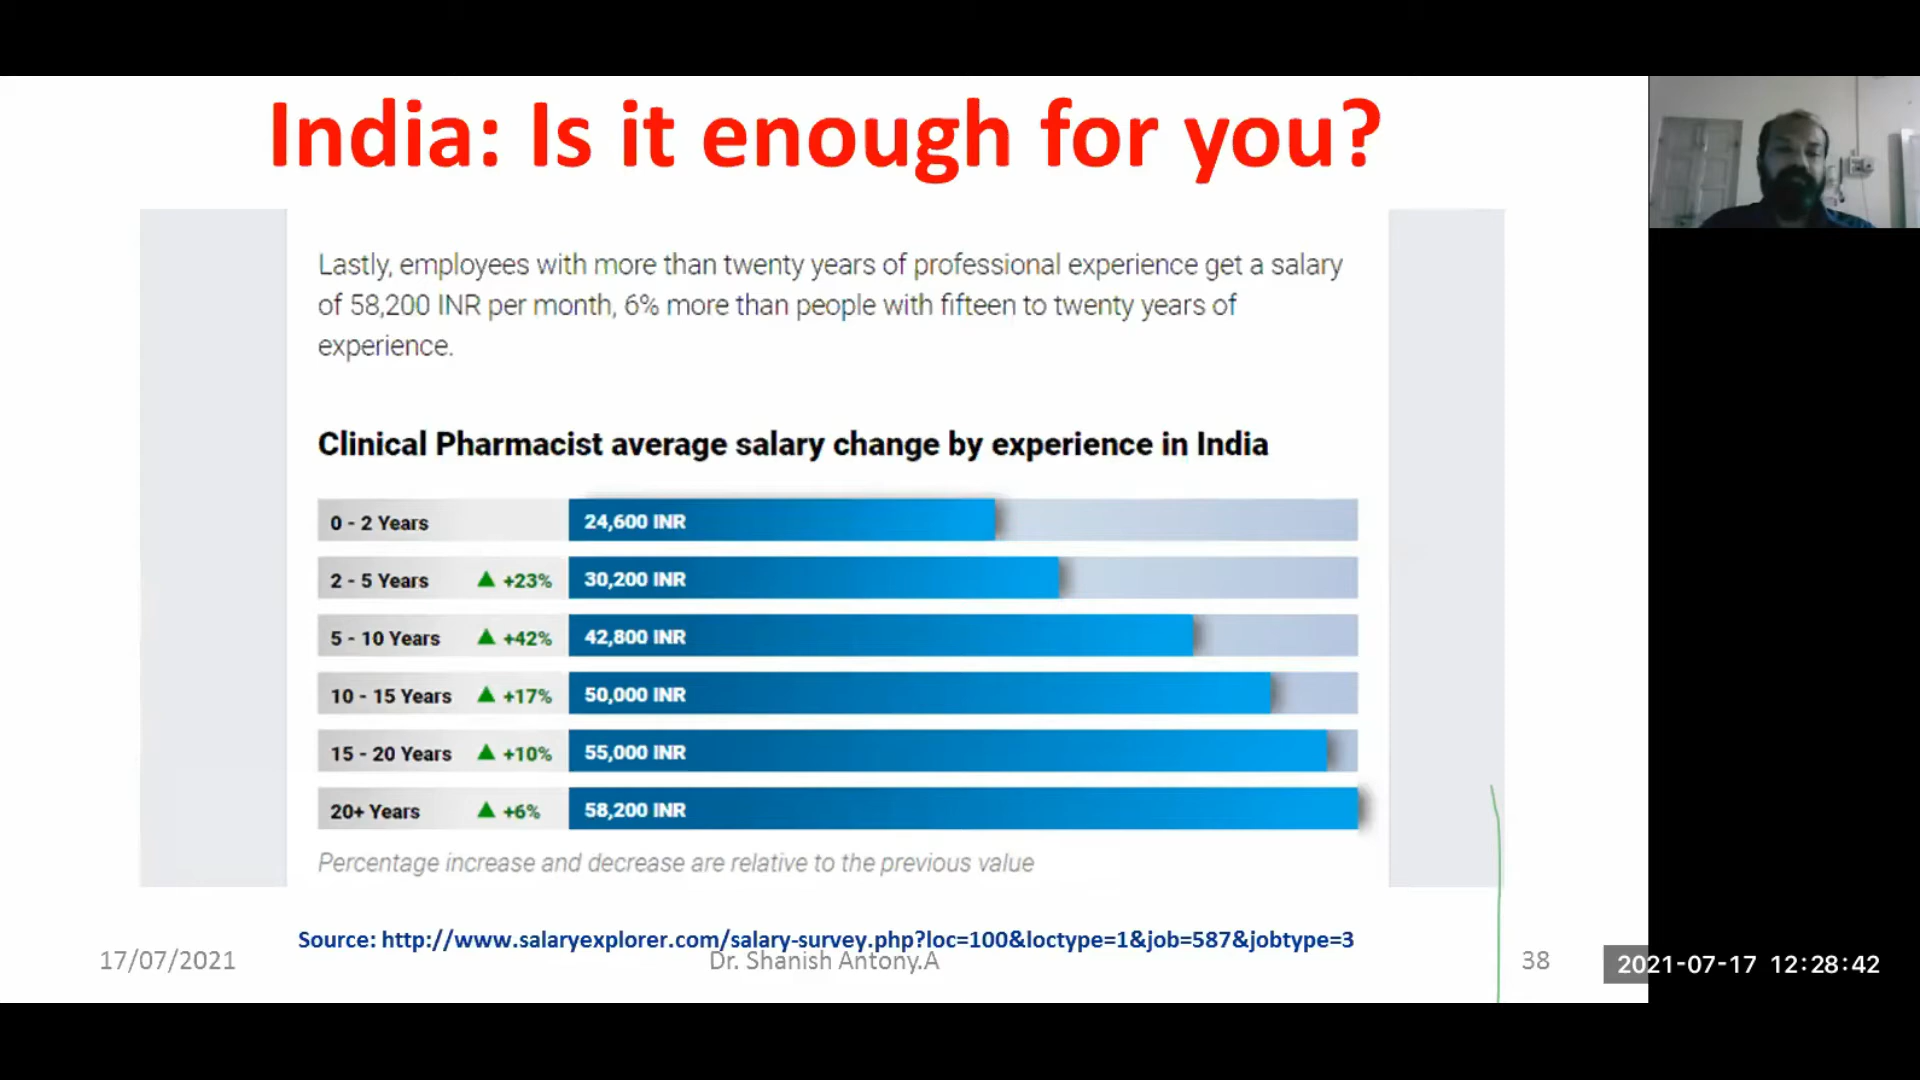 India: Is it enough for you?
Lastly, employees with more than twenty years of professional experience get a salary
of 58,200 INR per month, 6% more than people with fifteen to twenty years of
experience.
Clinical Pharmacist average salary change by experience in India
0 - 2 Years 24,600 INR
2 - 5 Years ▲ +23% 30,200 INR
5 - 10 Years ▲ +42% 42,800 INR
10 - 15 Years ▲ +17% 50,000 INR
15 - 20 Years ▲ +10% 55,000 INR
20+ Years ▲ +6% 58,200 INR
Percentage increase and decrease are relative to the previous value
Source: http://www.salaryexplorer.com/salary-survey.php?loc=100&loctype=1&job=587&jobtype=3
17/07/2021 Dr. Shanish Antony.A 38 2021-07-17 12:28:42